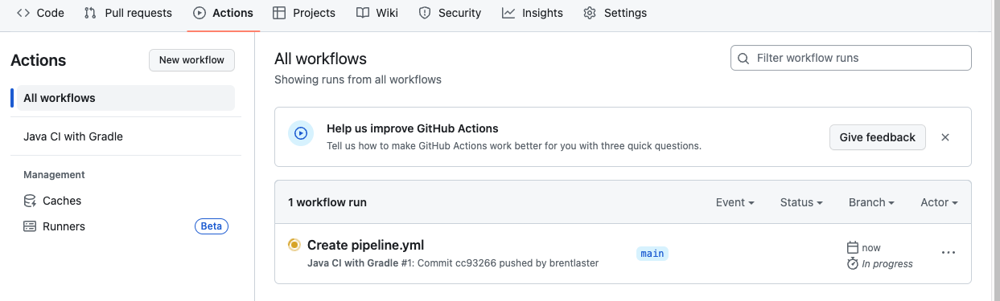 Code Pull requests Actions Projects Wiki Security Insights Settings
Actions
New workflow
All workflows
Java CI with Gradle
Management
Caches
Runners Beta
All workflows
Showing runs from all workflows
Filter workflow runs
Help us improve GitHub Actions
Tell us how to make GitHub Actions work better for you with three quick questions.
Give feedback
1 workflow run Event Status Branch Actor
Create pipeline.yml
Java CI with Gradle #1: Commit cc93266 pushed by brentlaster
main
now
In progress